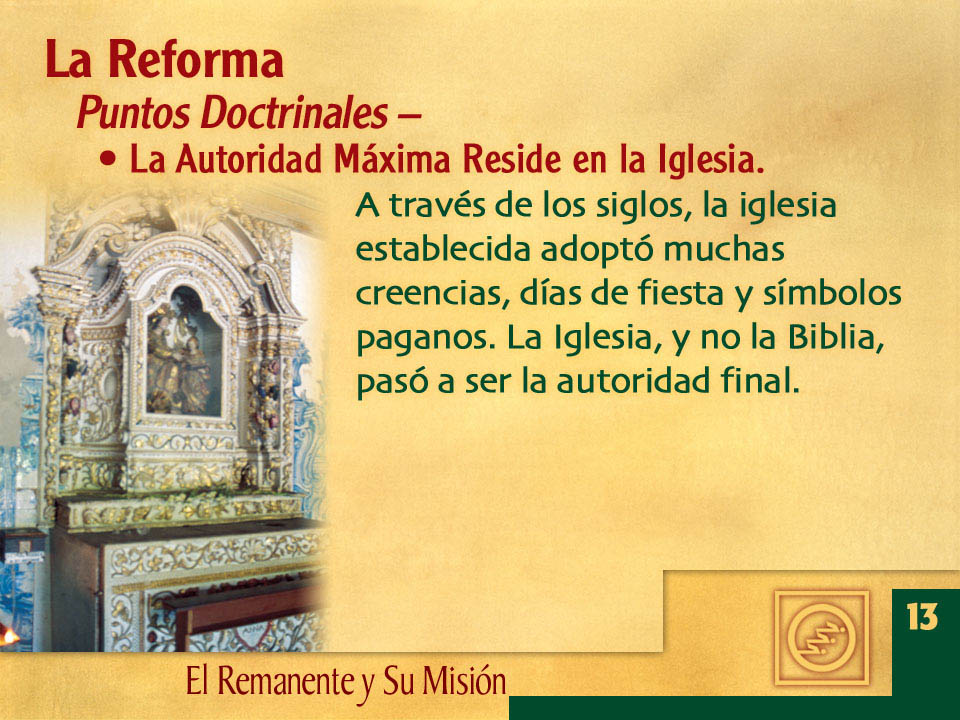 La Reforma
Puntos Doctrinales –
• La Autoridad Máxima Reside en la Iglesia.
A través de los siglos, la iglesia
establecida adoptó muchas
creencias, días de fiesta y símbolos
paganos. La Iglesia, y no la Biblia,
pasó a ser la autoridad final.
13
El Remanente y Su Misión